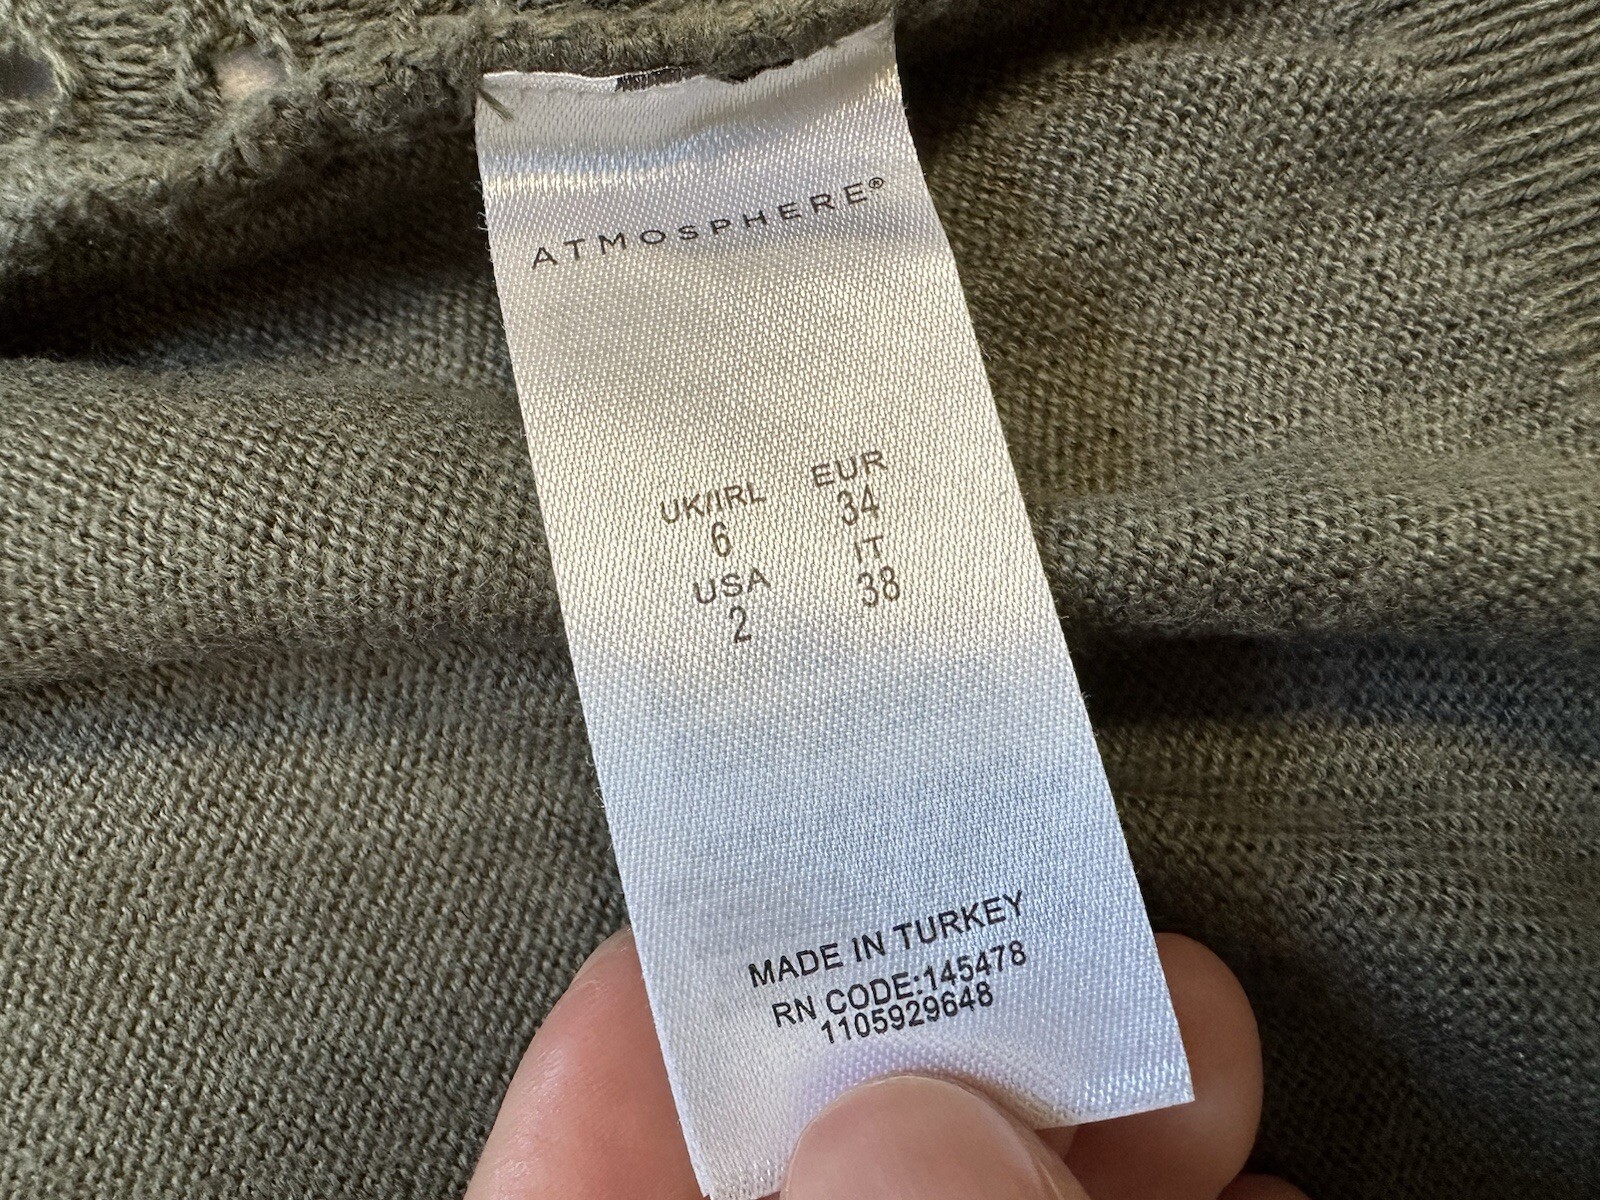 ATMOSPHERE®
UK/IRL EUR
6 34
USA IT
2 38
MADE IN TURKEY
RN CODE:145478
1105929648